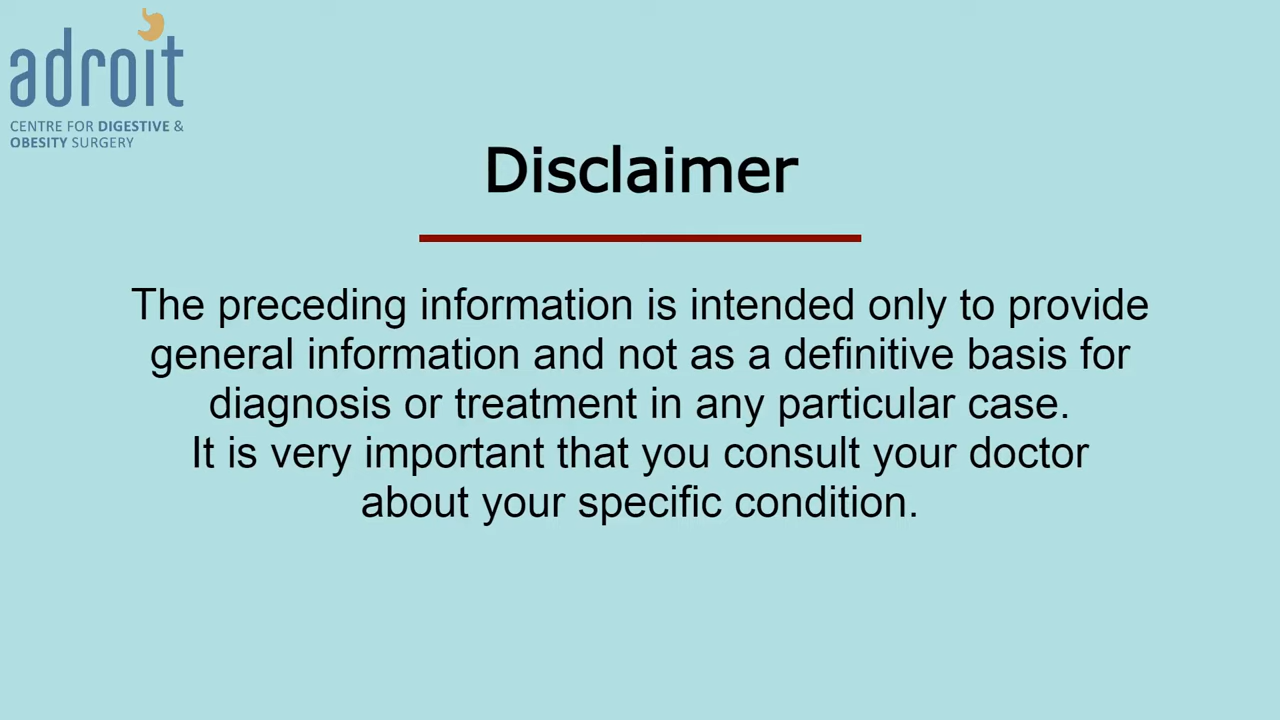 adroit
CENTRE FOR DIGESTIVE &
OBESITY SURGERY
Disclaimer
The preceding information is intended only to provide
general information and not as a definitive basis for
diagnosis or treatment in any particular case.
It is very important that you consult your doctor
about your specific condition.